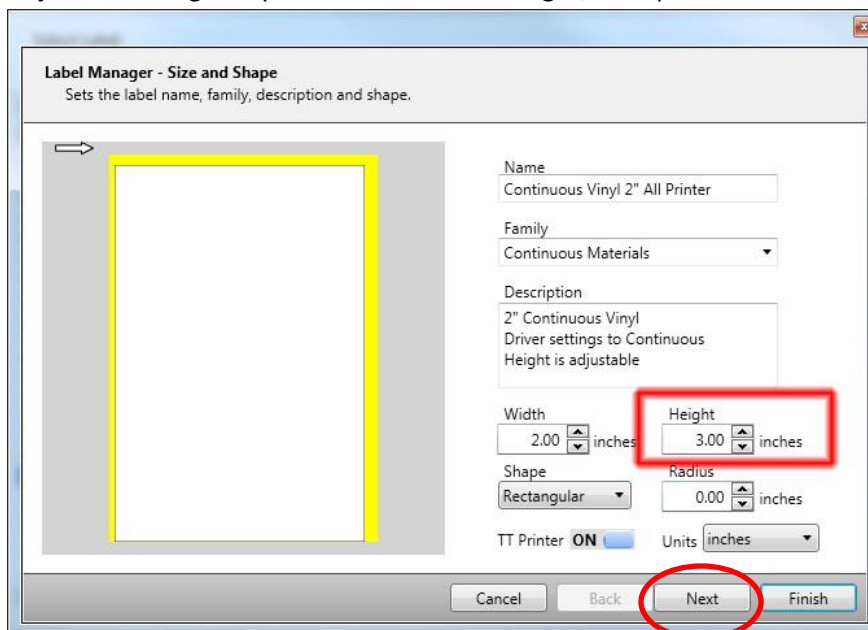 Label Manager - Size and Shape
Sets the label name, family, description and shape.
Name
Continuous Vinyl 2" All Printer
Family
Continuous Materials
Description
2" Continuous Vinyl
Driver settings to Continuous
Height is adjustable
Width Height
2.00 inches 3.00 inches
Shape Radius
Rectangular 0.00 inches
TT Printer ON Units inches
Cancel Back Next Finish